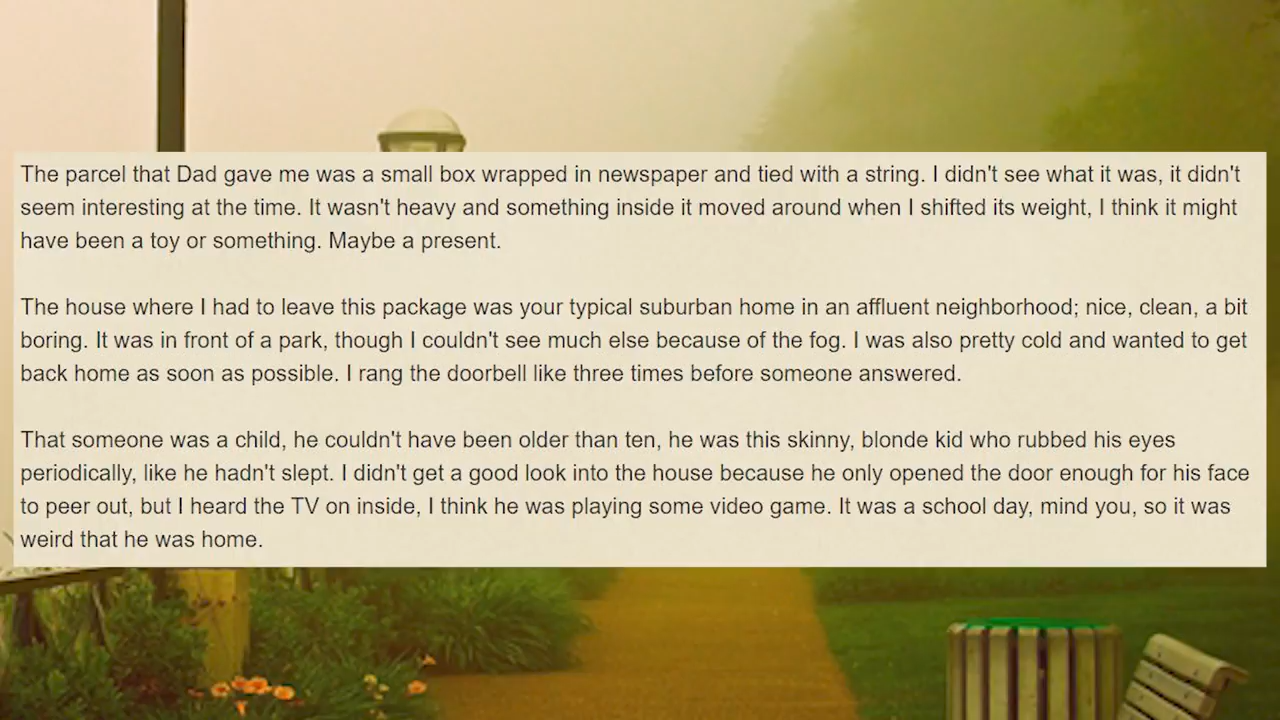 The parcel that Dad gave me was a small box wrapped in newspaper and tied with a string. I didn't see what it was, it didn't
seem interesting at the time. It wasn't heavy and something inside it moved around when I shifted its weight, I think it might
have been a toy or something. Maybe a present.
The house where I had to leave this package was your typical suburban home in an affluent neighborhood; nice, clean, a bit
boring. It was in front of a park, though I couldn't see much else because of the fog. I was also pretty cold and wanted to get
back home as soon as possible. I rang the doorbell like three times before someone answered.
That someone was a child, he couldn't have been older than ten, he was this skinny, blonde kid who rubbed his eyes
periodically, like he hadn't slept. I didn't get a good look into the house because he only opened the door enough for his face
to peer out, but I heard the TV on inside, I think he was playing some video game. It was a school day, mind you, so it was
weird that he was home.